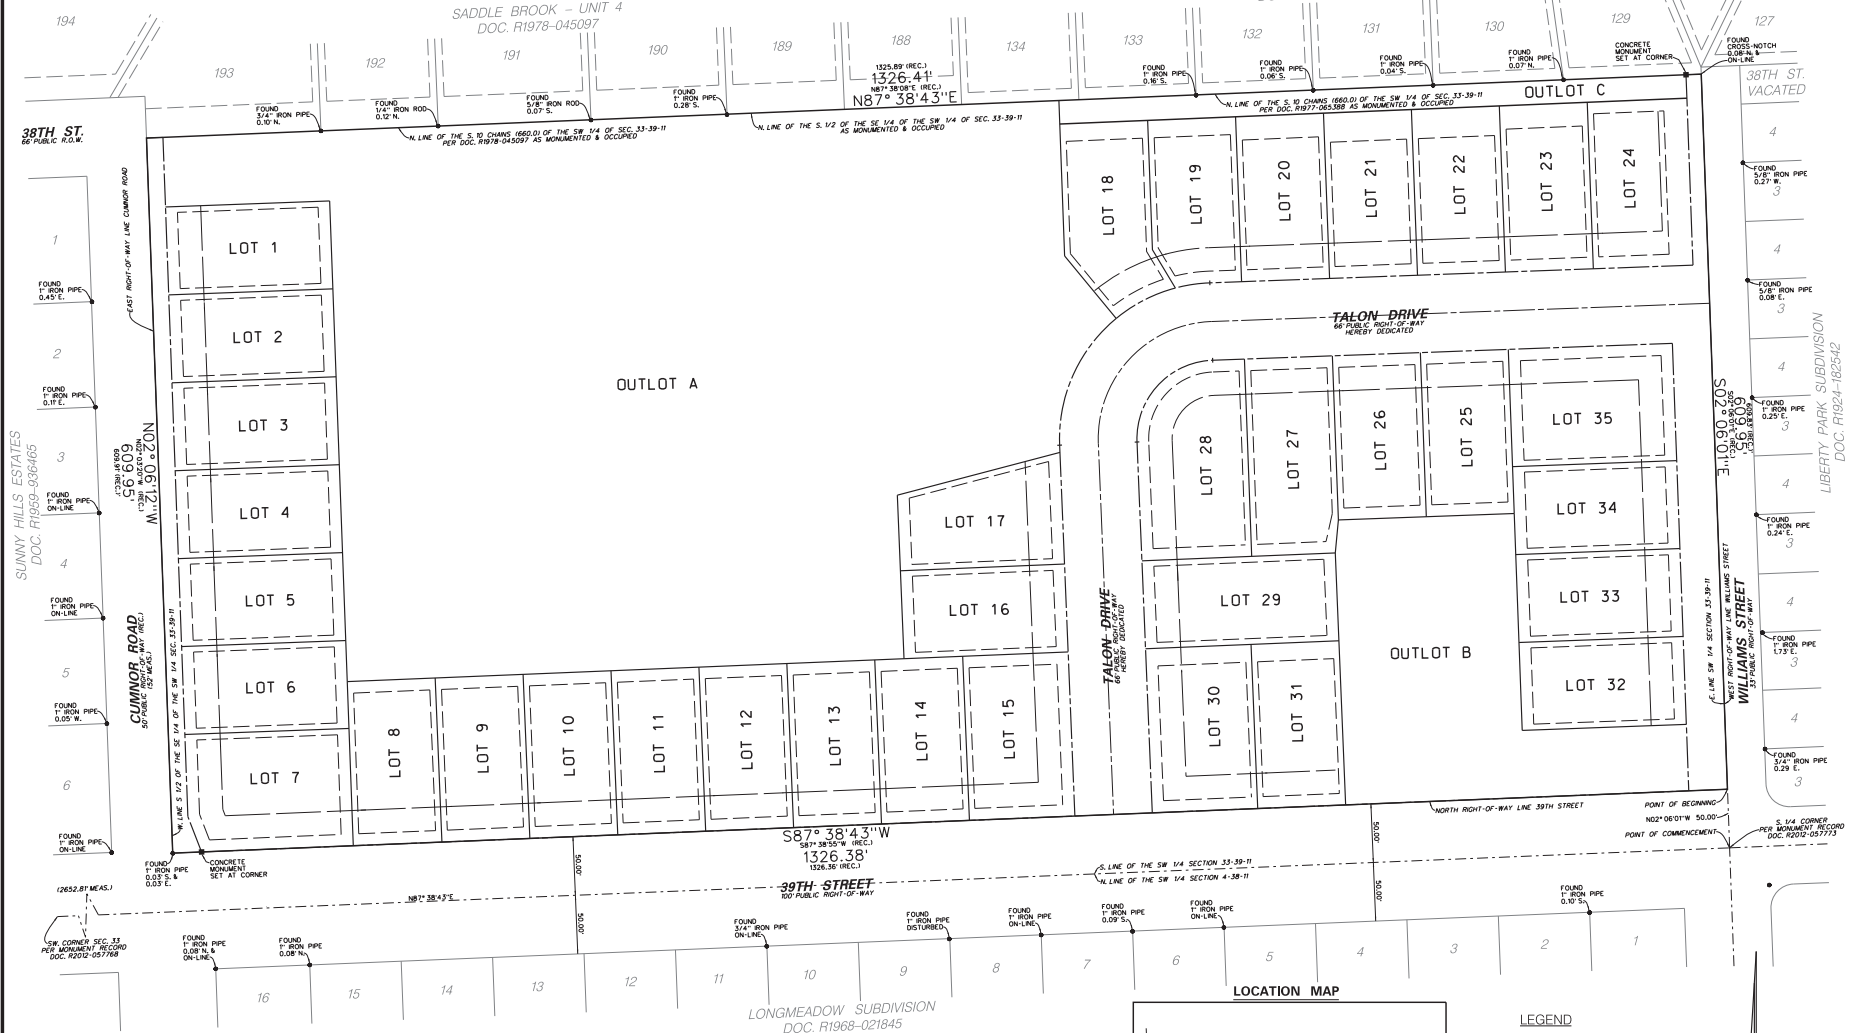 194
SADDLE BROOK – UNIT 4
DOC. R1978–045097
193
192
191
190
189
188
134
133
132
131
130
129
127
38TH ST.
VACATED
38TH ST.
66' PUBLIC R.O.W.
FOUND
3/4" IRON PIPE
0.10' N.
FOUND
1/4" IRON ROD
0.12' N.
FOUND
5/8" IRON ROD
0.07' S.
FOUND
1" IRON PIPE
0.28' S.
1325.89' (REC.)
1326.41'
N87° 38'08"E (REC.)
N87° 38'43"E
FOUND
1" IRON PIPE
0.16' S.
FOUND
1" IRON PIPE
0.06' S.
FOUND
1" IRON PIPE
0.04' S.
FOUND
1" IRON PIPE
0.07' N.
CONCRETE
MONUMENT
SET AT CORNER
FOUND
CROSS-NOTCH
0.08' N. &
ON-LINE
N. LINE OF THE S. 10 CHAINS (660.0) OF THE SW 1/4 OF SEC. 33-39-11
PER DOC. R1978-045097 AS MONUMENTED & OCCUPIED
N. LINE OF THE S. 1/2 OF THE SE 1/4 OF THE SW 1/4 OF SEC. 33-39-11
AS MONUMENTED & OCCUPIED
N. LINE OF THE S. 10 CHAINS (660.0) OF THE SW 1/4 OF SEC. 33-39-11
PER DOC. R1977-065388 AS MONUMENTED & OCCUPIED
OUTLOT C
EAST RIGHT-OF-WAY LINE CUMNOR ROAD
LOT 1
LOT 2
LOT 3
LOT 4
LOT 5
LOT 6
LOT 7
LOT 8
LOT 9
LOT 10
LOT 11
LOT 12
LOT 13
LOT 14
LOT 15
LOT 16
LOT 17
LOT 18
LOT 19
LOT 20
LOT 21
LOT 22
LOT 23
LOT 24
LOT 25
LOT 26
LOT 27
LOT 28
LOT 29
LOT 30
LOT 31
LOT 32
LOT 33
LOT 34
LOT 35
OUTLOT A
OUTLOT B
TALON DRIVE
66' PUBLIC RIGHT-OF-WAY
HEREBY DEDICATED
TALON DRIVE
66' PUBLIC RIGHT-OF-WAY
HEREBY DEDICATED
1
2
3
4
5
6
FOUND
1" IRON PIPE
0.45' E.
FOUND
1" IRON PIPE
0.11' E.
FOUND
1" IRON PIPE
ON-LINE
FOUND
1" IRON PIPE
ON-LINE
FOUND
1" IRON PIPE
0.05' W.
FOUND
1" IRON PIPE
ON-LINE
SUNNY HILLS ESTATES
DOC. R1959-936465
N02° 06'12"W
609.95'
609.91' (REC.)
CUMNOR ROAD
50' PUBLIC RIGHT-OF-WAY (REC.)
(52' MEAS.)
W. LINE S 1/2 OF THE SE 1/4 OF THE SW 1/4 SEC. 33-39-11
4
3
4
3
4
3
4
3
4
3
4
3
FOUND
5/8" IRON PIPE
0.27' W.
FOUND
5/8" IRON PIPE
0.08' E.
FOUND
1" IRON PIPE
0.25' E.
FOUND
1" IRON PIPE
0.24' E.
FOUND
1" IRON PIPE
1.73' E.
FOUND
3/4" IRON PIPE
0.29 E.
LIBERTY PARK SUBDIVISION
DOC. R1924-182542
609.95'
S02° 06'01"E
E. LINE SW 1/4 SECTION 33-39-11
WEST RIGHT-OF-WAY LINE WILLIAMS STREET
WILLIAMS STREET
33' PUBLIC RIGHT-OF-WAY
S87° 38'43"W
S87° 38'55"W (REC.)
1326.38'
1326.36' (REC.)
NORTH RIGHT-OF-WAY LINE 39TH STREET
POINT OF BEGINNING
N02° 06'01"W 50.00'
POINT OF COMMENCEMENT
S. 1/4 CORNER
PER MONUMENT RECORD
DOC. R2012-057773
FOUND
1" IRON PIPE
0.03' S. &
0.03' E.
CONCRETE
MONUMENT
SET AT CORNER
50.00'
50.00'
50.00'
50.00'
S. LINE OF THE SW 1/4 SECTION 33-39-11
N. LINE OF THE SW 1/4 SECTION 4-38-11
39TH STREET
100' PUBLIC RIGHT-OF-WAY
(2652.81' MEAS.)
N87° 38'43"E
SW. CORNER SEC. 33
PER MONUMENT RECORD
DOC. R2012-057768
FOUND
1" IRON PIPE
0.08' N. &
ON-LINE
FOUND
1" IRON PIPE
0.08' N.
FOUND
3/4" IRON PIPE
ON-LINE
FOUND
1" IRON PIPE
DISTURBED
FOUND
1" IRON PIPE
ON-LINE
FOUND
1" IRON PIPE
0.09' S.
FOUND
1" IRON PIPE
ON-LINE
FOUND
1" IRON PIPE
0.10' S.
16
15
14
13
12
11
10
9
8
7
6
5
4
3
2
1
LONGMEADOW SUBDIVISION
DOC. R1968-021845
LOCATION MAP
LEGEND